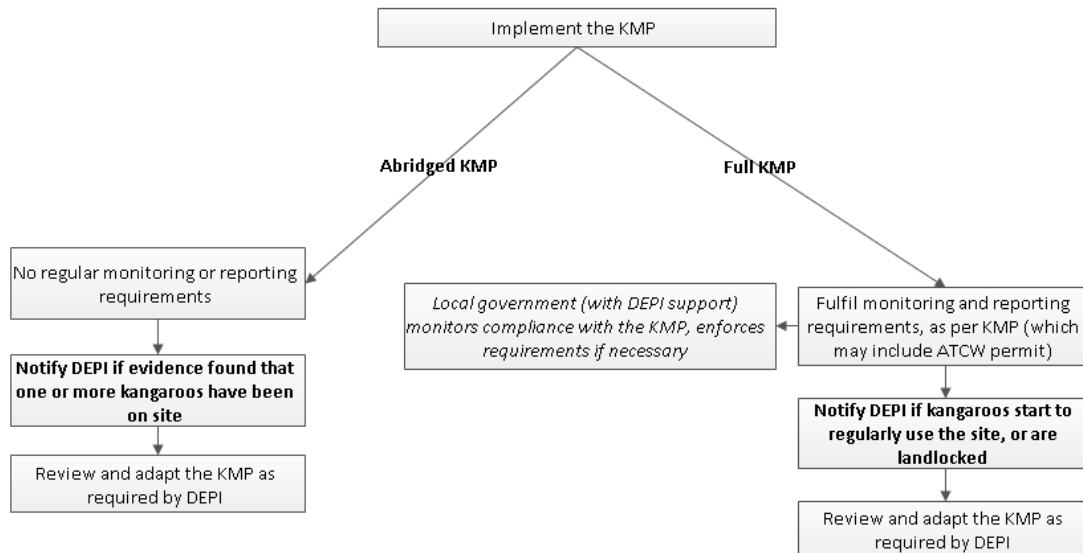 Implement the KMP
Abridged KMP
Full KMP
No regular monitoring or reporting
requirements
Notify DEPI if evidence found that
one or more kangaroos have been
on site
Review and adapt the KMP as
required by DEPI
Local government (with DEPI support)
monitors compliance with the KMP, enforces
requirements if necessary
Fulfil monitoring and reporting
requirements, as per KMP (which
may include ATCW permit)
Notify DEPI if kangaroos start to
regularly use the site, or are
landlocked
Review and adapt the KMP as
required by DEPI